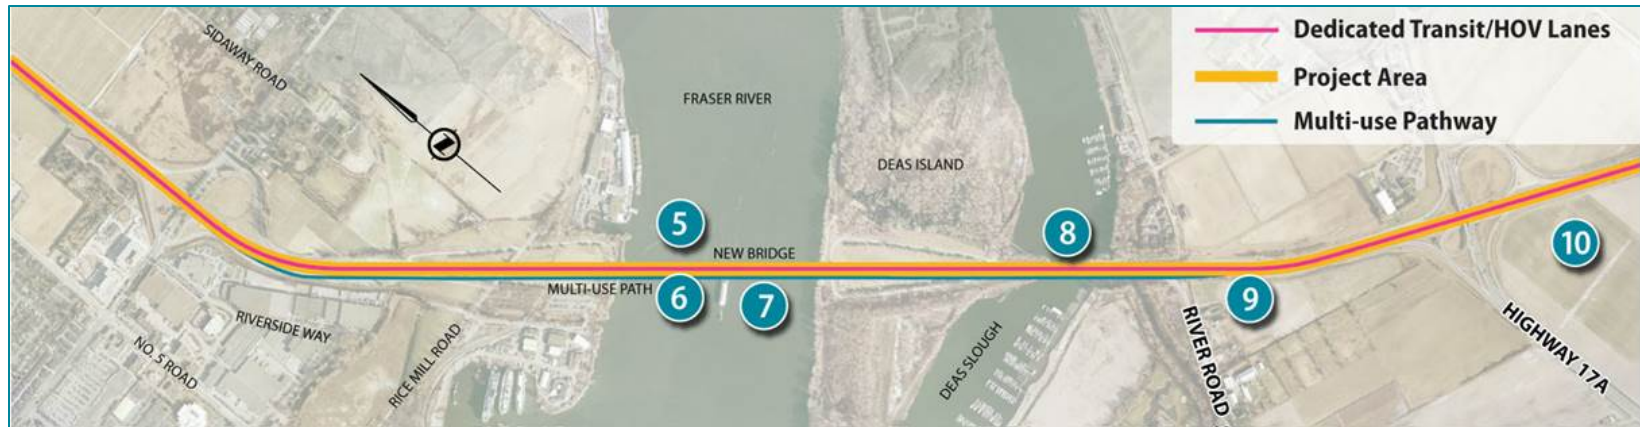 SIDAWAY ROAD
FRASER RIVER
DEAS ISLAND
Dedicated Transit/HOV Lanes
Project Area
Multi-use Pathway
5
NEW BRIDGE
8
10
MULTI-USE PATH
6
7
9
RIVERSIDE WAY
NO. 5 ROAD
RICE MILL ROAD
DEAS SLOUGH
RIVER ROAD
HIGHWAY 17A